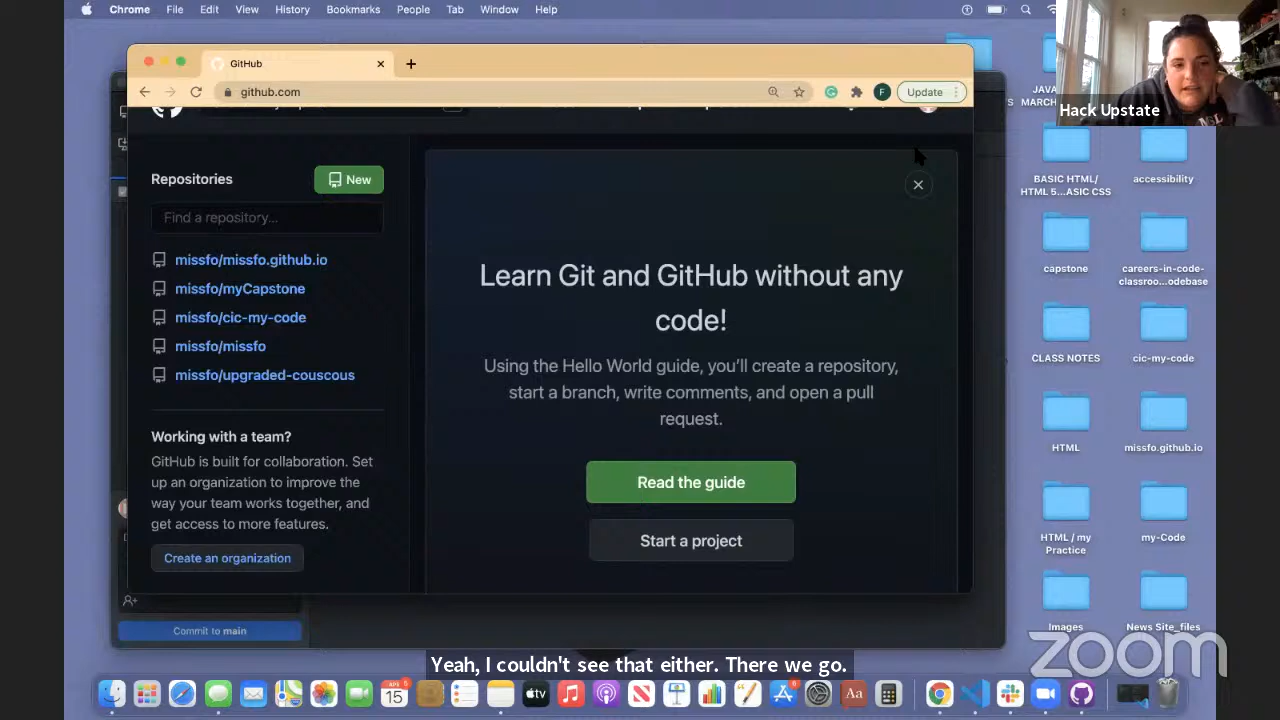 Chrome File Edit View History Bookmarks People Tab Window Help
GitHub
github.com
F
Update
Hack Upstate
Repositories
New
Find a repository...
missfo/missfo.github.io
missfo/myCapstone
missfo/cic-my-code
missfo/missfo
missfo/upgraded-couscous
Working with a team?
GitHub is built for collaboration. Set
up an organization to improve the
way your team works together, and
get access to more features.
Create an organization
Learn Git and GitHub without any
code!
Using the Hello World guide, you'll create a repository,
start a branch, write comments, and open a pull
request.
Read the guide
Start a project
Commit to main
JAVA
MARCH
S
BASIC HTML/
HTML 5...ASIC CSS
accessibility
capstone
careers-in-code-
classroo...odebase
CLASS NOTES
cic-my-code
HTML
missfo.github.io
HTML / my
Practice
my-Code
Images
News Site_files
zoom
Yeah, I couldn't see that either. There we go.
APR
15
tv
Aa